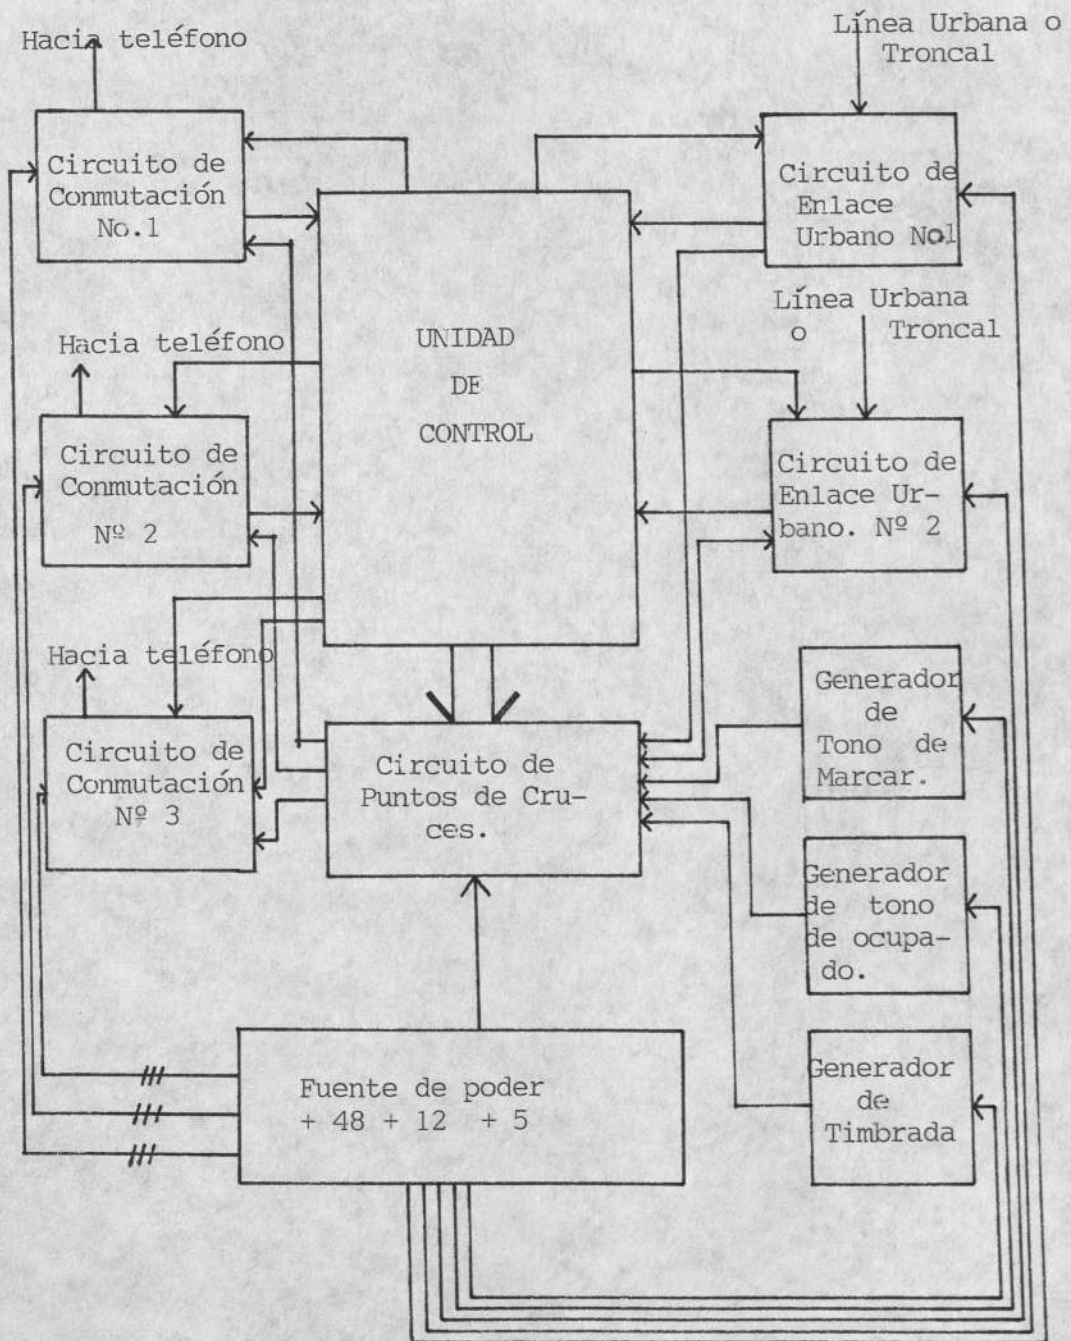 Hacia teléfono
Línea Urbana o
Troncal
Circuito de
Conmutación
No.1
Circuito de
Enlace
Urbano No1
Línea Urbana
o Troncal
Hacia teléfono
UNIDAD
DE
CONTROL
Circuito de
Conmutación
Nº 2
Circuito de
Enlace Ur-
bano. Nº 2
Hacia teléfono
Circuito de
Conmutación
Nº 3
Circuito de
Puntos de Cru-
ces.
Generador
de
Tono de
Marcar.
Generador
de tono
de ocupa-
do.
Fuente de poder
+ 48 + 12 + 5
Generador
de
Timbrada